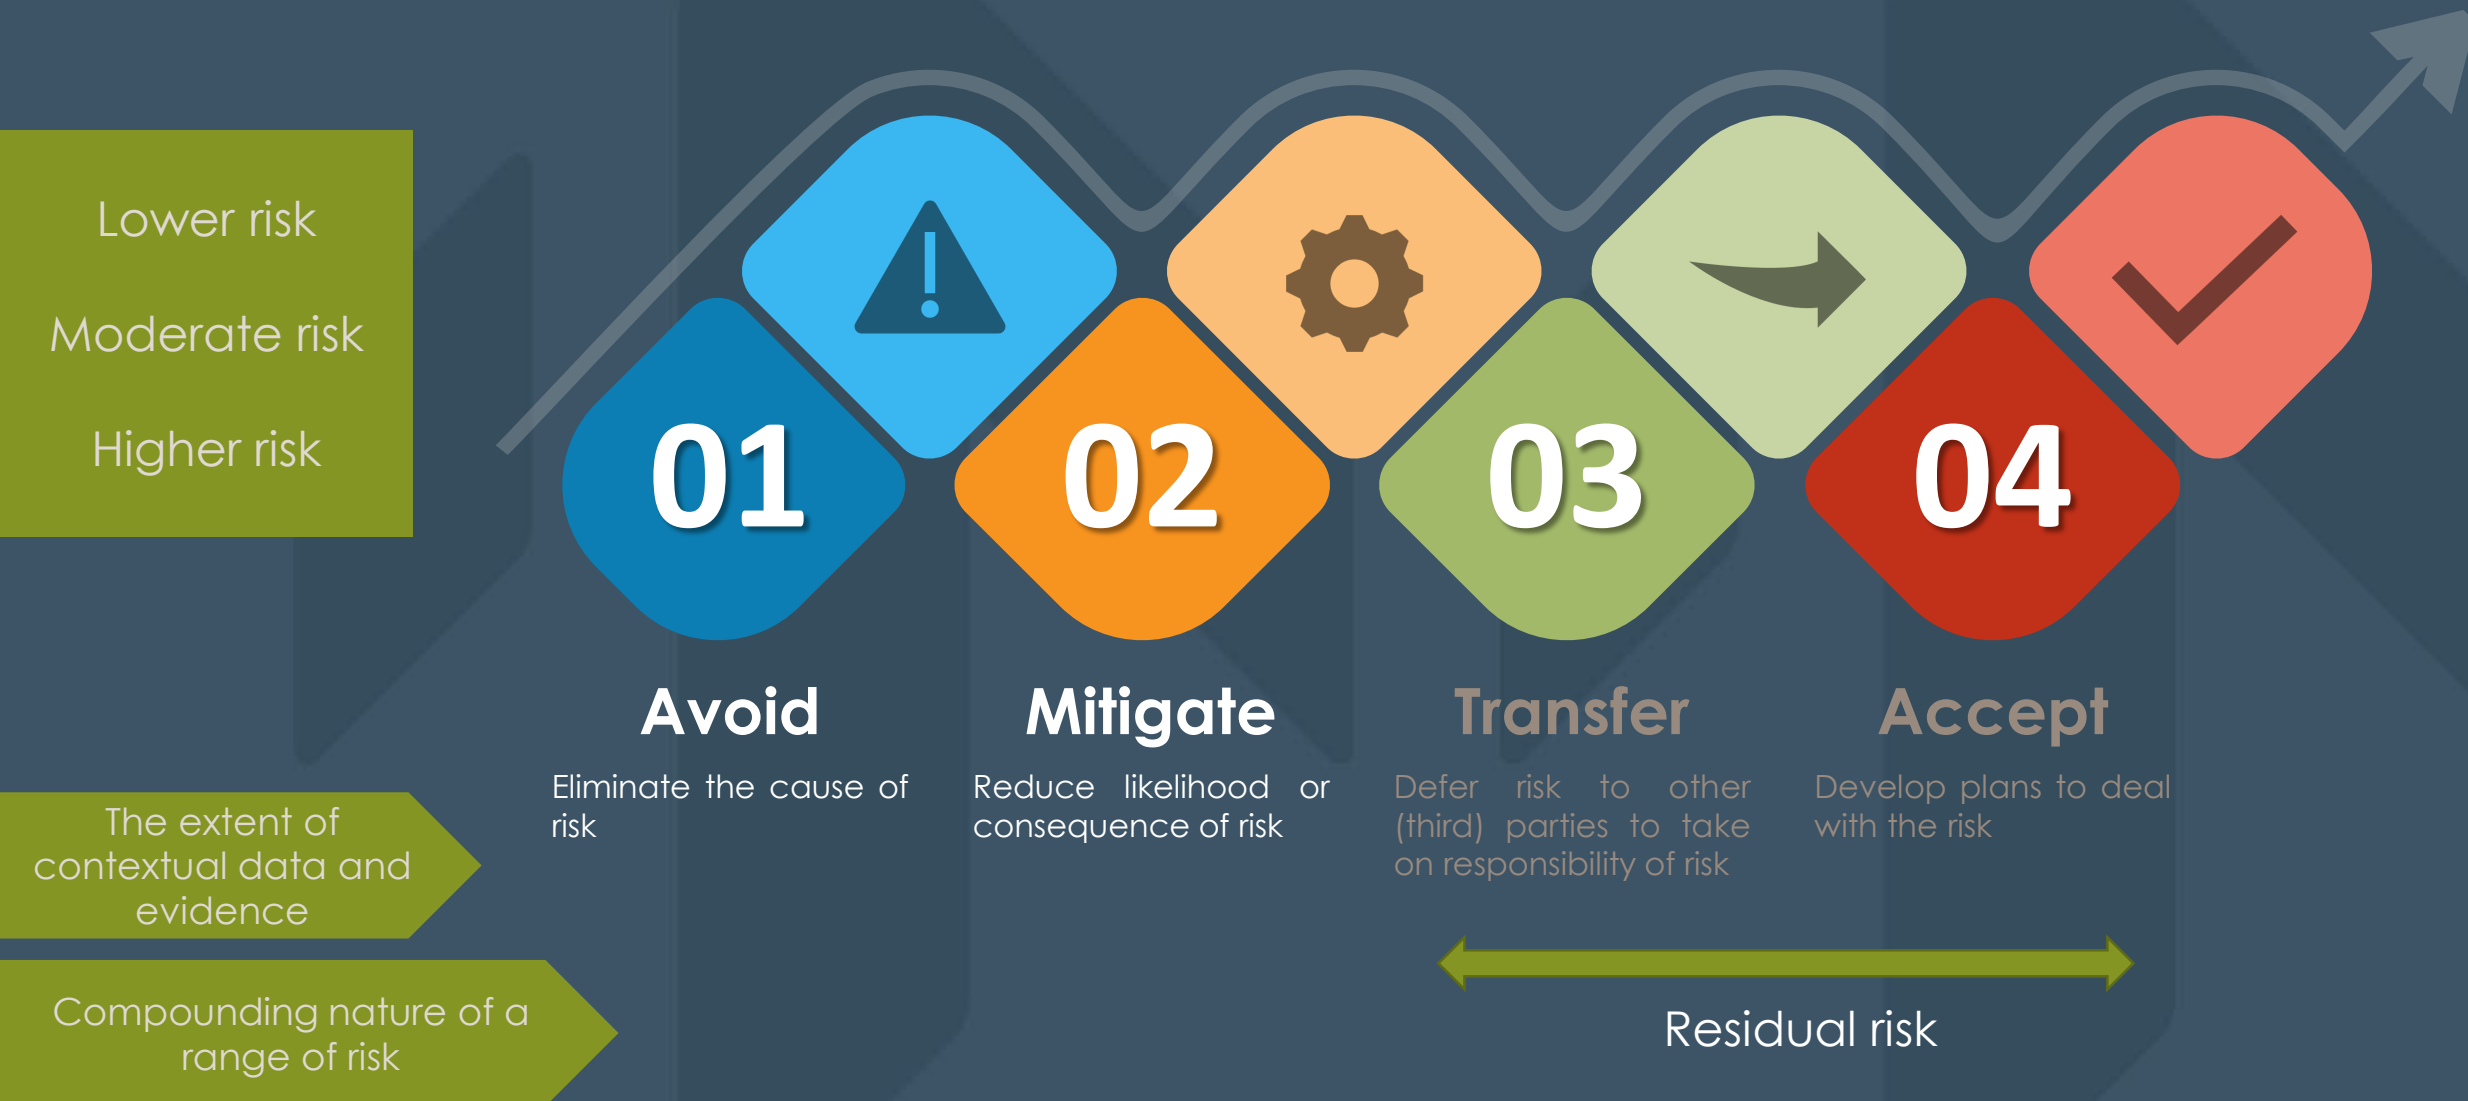 Lower risk
Moderate risk
Higher risk
01
02
03
04
Avoid
Eliminate the cause of
risk
Mitigate
Reduce likelihood or
consequence of risk
Transfer
Defer risk to other
(third) parties to take
on responsibility of risk
Accept
Develop plans to deal
with the risk
The extent of
contextual data and
evidence
Compounding nature of a
range of risk
Residual risk